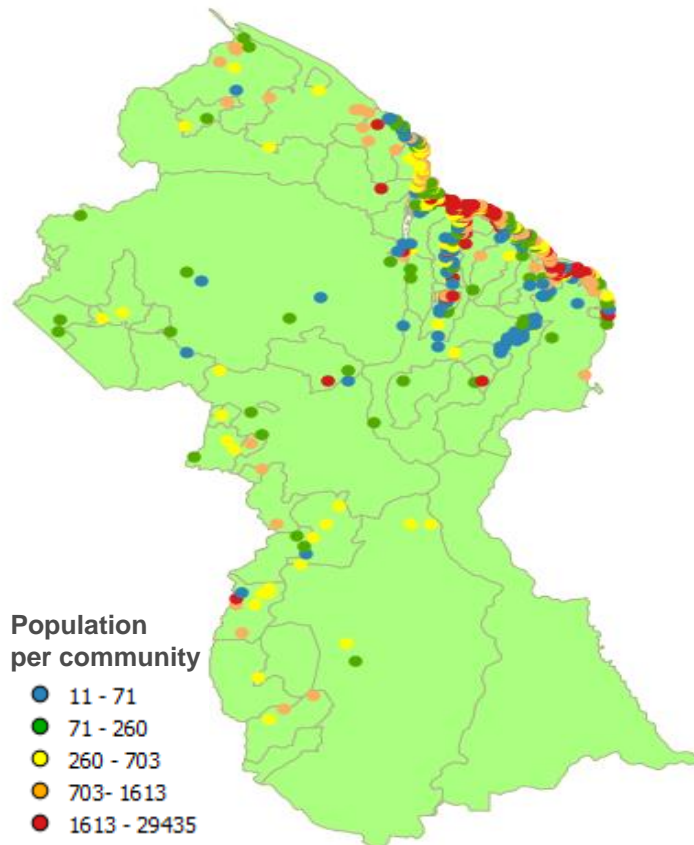 Population
per community
11 - 71
71 - 260
260 - 703
703- 1613
1613 - 29435